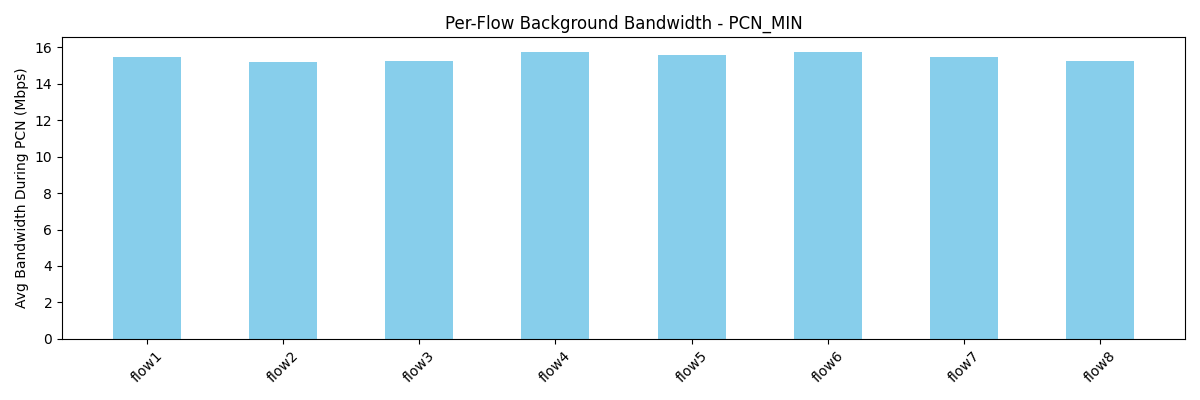 Per-Flow Background Bandwidth - PCN_MIN
Avg Bandwidth During PCN (Mbps)
16
14
12
10
8
6
4
2
0
flow1
flow2
flow3
flow4
flow5
flow6
flow7
flow8